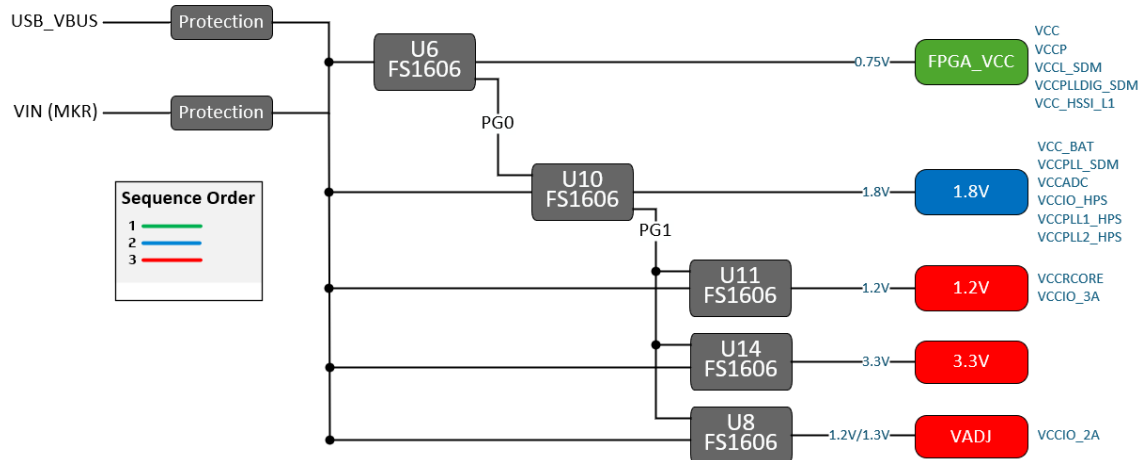 USB_VBUS
Protection
VIN (MKR)
Protection
U6
FS1606
0.75V
FPGA_VCC
VCC
VCCP
VCCL_SDM
VCCPLLDIG_SDM
VCC_HSSI_L1
PG0
U10
FS1606
1.8V
1.8V
VCC_BAT
VCCPLL_SDM
VCCADC
VCCIO_HPS
VCCPLL1_HPS
VCCPLL2_HPS
Sequence Order
1
2
3
PG1
U11
FS1606
1.2V
1.2V
VCCRCORE
VCCIO_3A
U14
FS1606
3.3V
3.3V
U8
FS1606
1.2V/1.3V
VADJ
VCCIO_2A